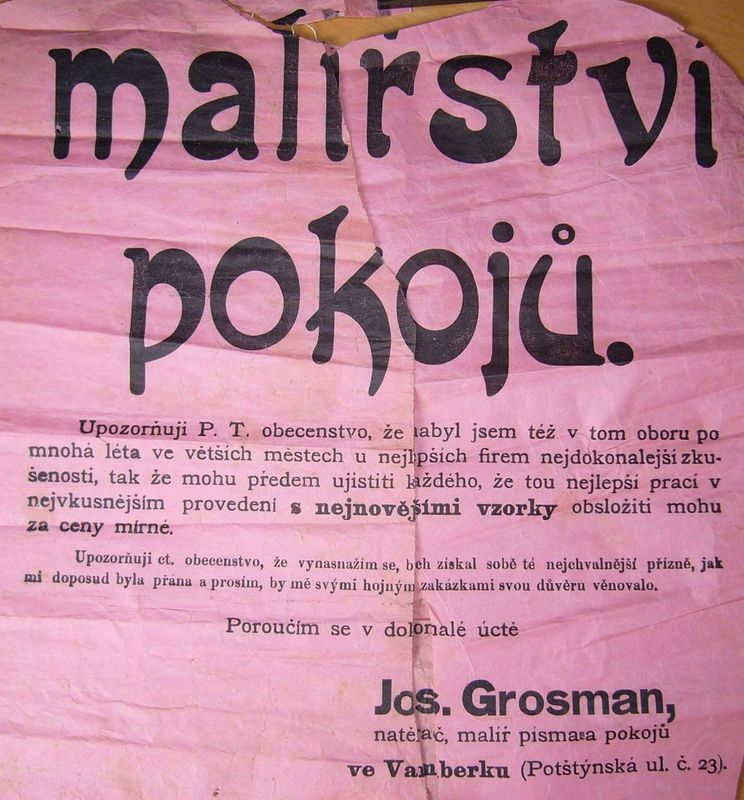 malířství
pokojů.
Upozorňuji P. T. obecenstvo, že nabyl jsem též v tom oboru po
mnohá léta ve větších městech u nejlepších firem nejdokonalejší zku-
šenosti, tak že mohu předem ujistiti každého, že tou nejlepší prací v
nejvkusnějším provedení s nejnovějšími vzorky obsložiti mohu
za ceny mírné.
Upozorňuji ct. obecenstvo, že vynasnažím se, bch získal sobě té nejchvalnější přízně, jak
mi doposud byla přána a prosím, by mě svými hojným zakázkami svou důvěru věnovalo.
Poroučím se v dokonalé úctě
Jos. Grosman,
natěrač, malíř písma a pokojů
ve Vamberku (Potštýnská ul. č. 23).